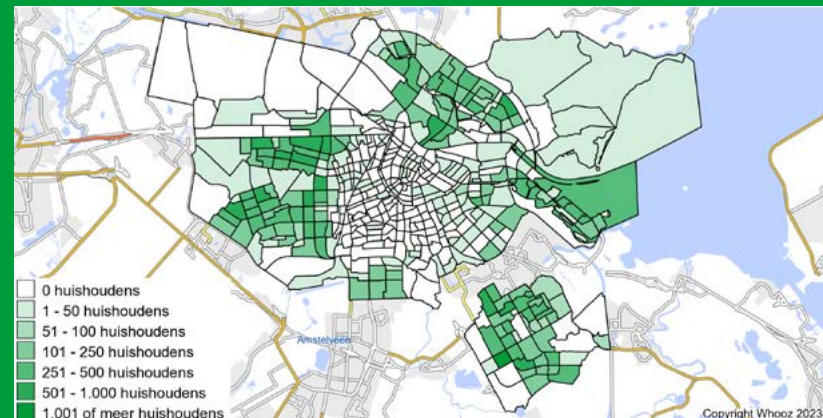 0 huishoudens
1 - 50 huishoudens
51 - 100 huishoudens
101 - 250 huishoudens
251 - 500 huishoudens
501 - 1.000 huishoudens
1.001 of meer huishoudens
Amstelveen
Copyright Whooz 2023